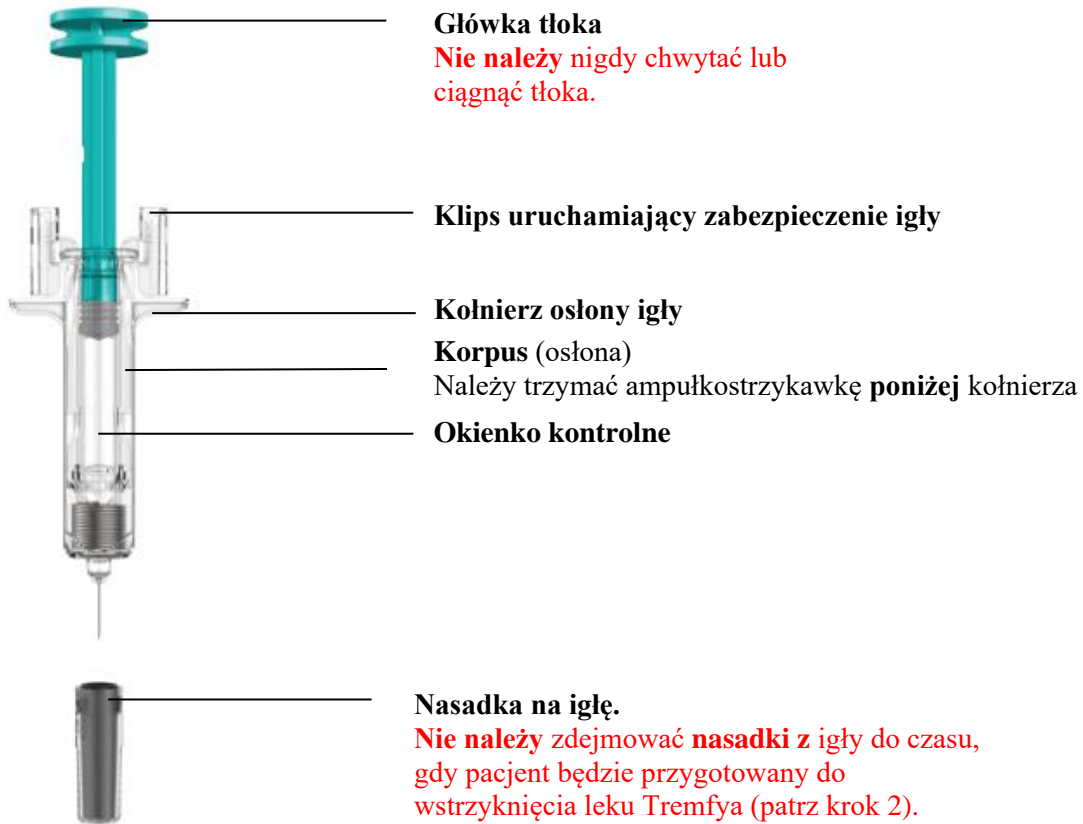 Główka tłoka
Nie należy nigdy chwytać lub
ciągnąć tłoka.
Klips uruchamiający zabezpieczenie igły
Kołnierz osłony igły
Korpus (osłona)
Należy trzymać ampułkostrzykawkę poniżej kołnierza
Okienko kontrolne
Nasadka na igłę.
Nie należy zdejmować nasadki z igły do czasu,
gdy pacjent będzie przygotowany do
wstrzyknięcia leku Tremfya (patrz krok 2).